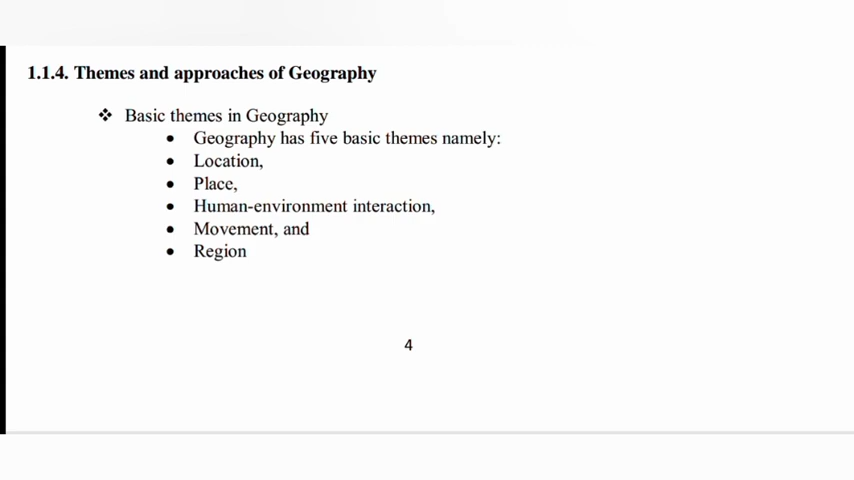 1.1.4. Themes and approaches of Geography
❖ Basic themes in Geography
• Geography has five basic themes namely:
• Location,
• Place,
• Human-environment interaction,
• Movement, and
• Region
4